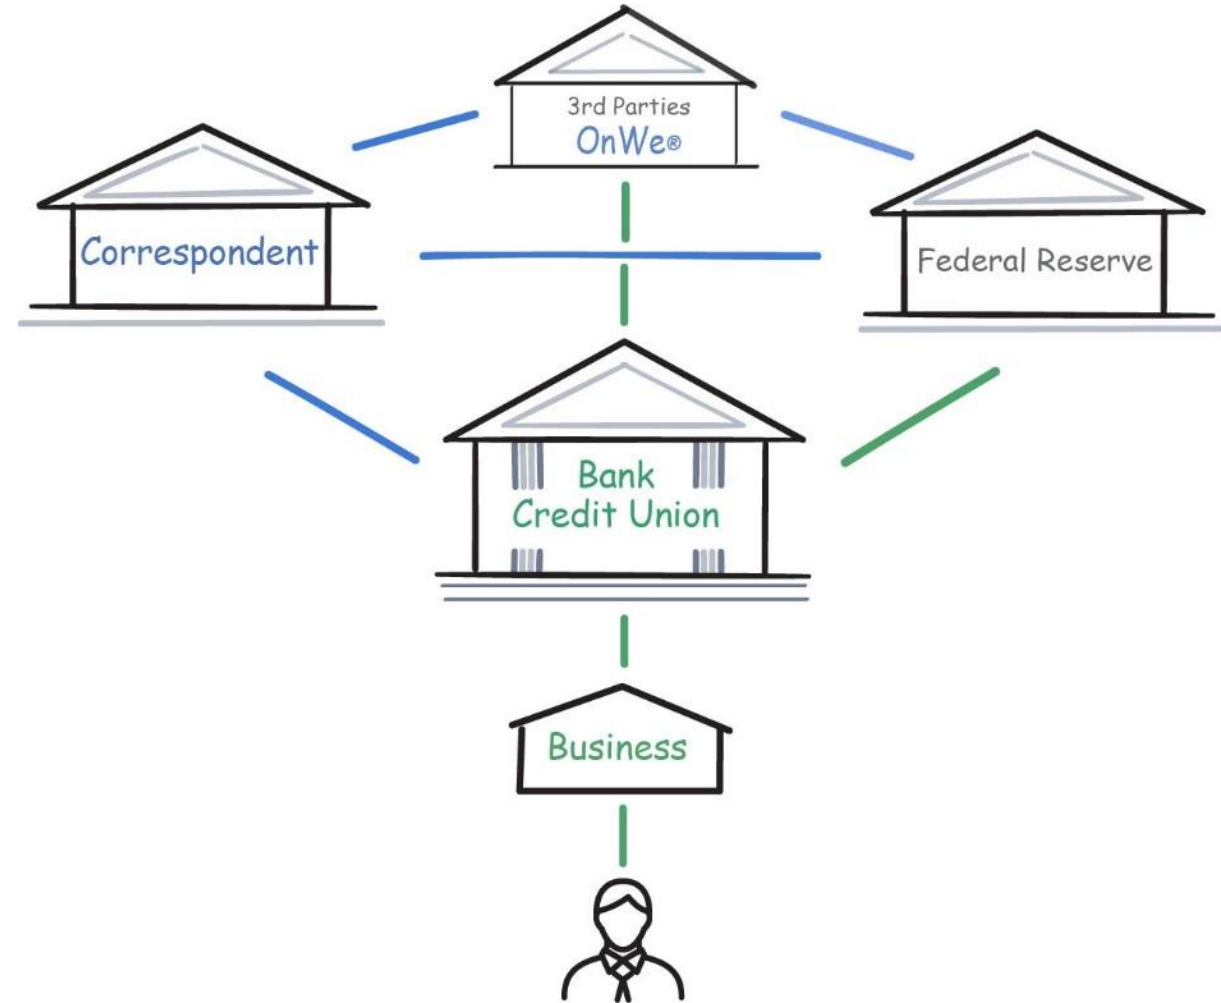 3rd Parties
OnWe®
Correspondent
Federal Reserve
Bank
Credit Union
Business